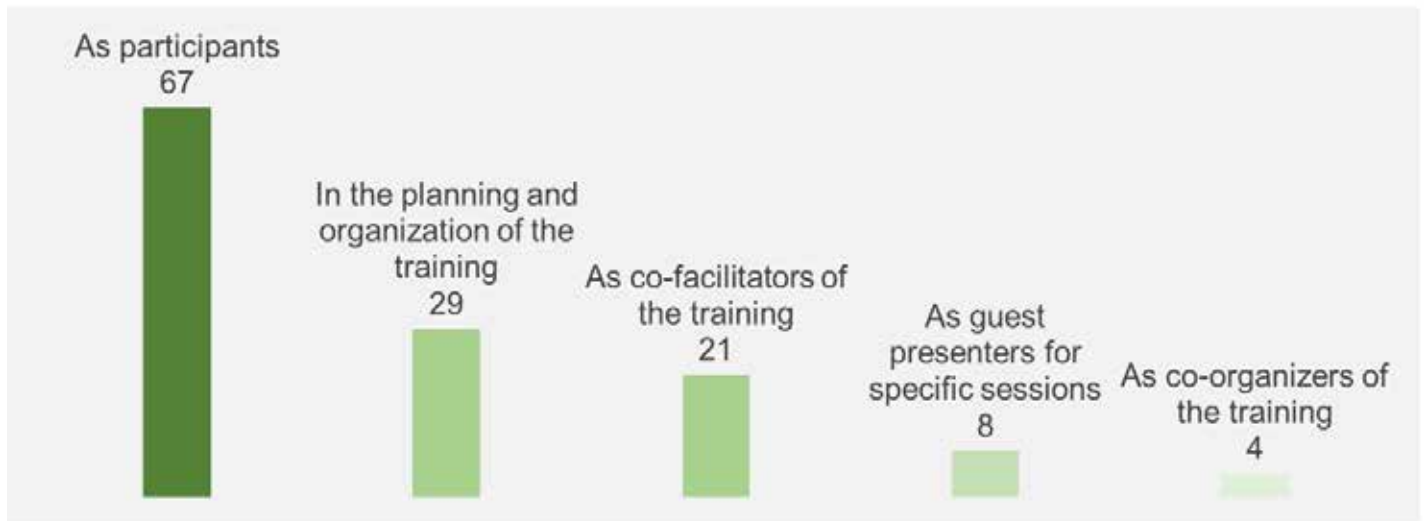 As participants
67
In the planning and
organization of the
training
29
As co-facilitators of
the training
21
As guest
presenters for
specific sessions
8
As co-organizers of
the training
4